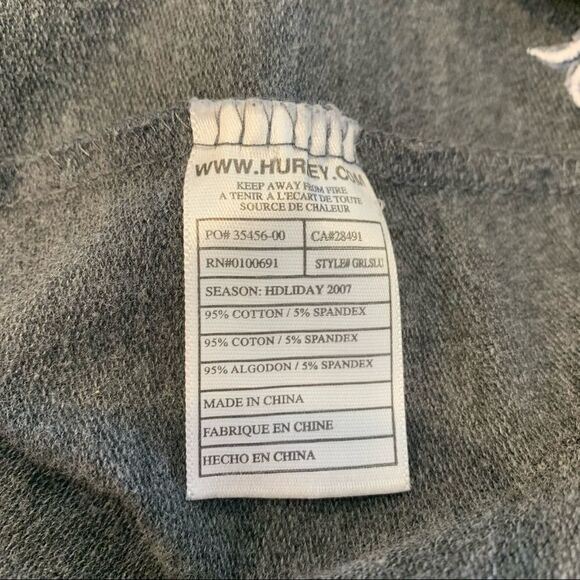 WWW.HUREY.COM
KEEP AWAY FROM FIRE
A TENIR A L'ECART DE TOUTE
SOURCE DE CHALEUR
PO# 35456-00 CA#28491
RN#0100691 STYLE# GRLSLU
SEASON: HDLIDAY 2007
95% COTTON / 5% SPANDEX
95% COTON / 5% SPANDEX
95% ALGODON / 5% SPANDEX
MADE IN CHINA
FABRIQUE EN CHINE
HECHO EN CHINA